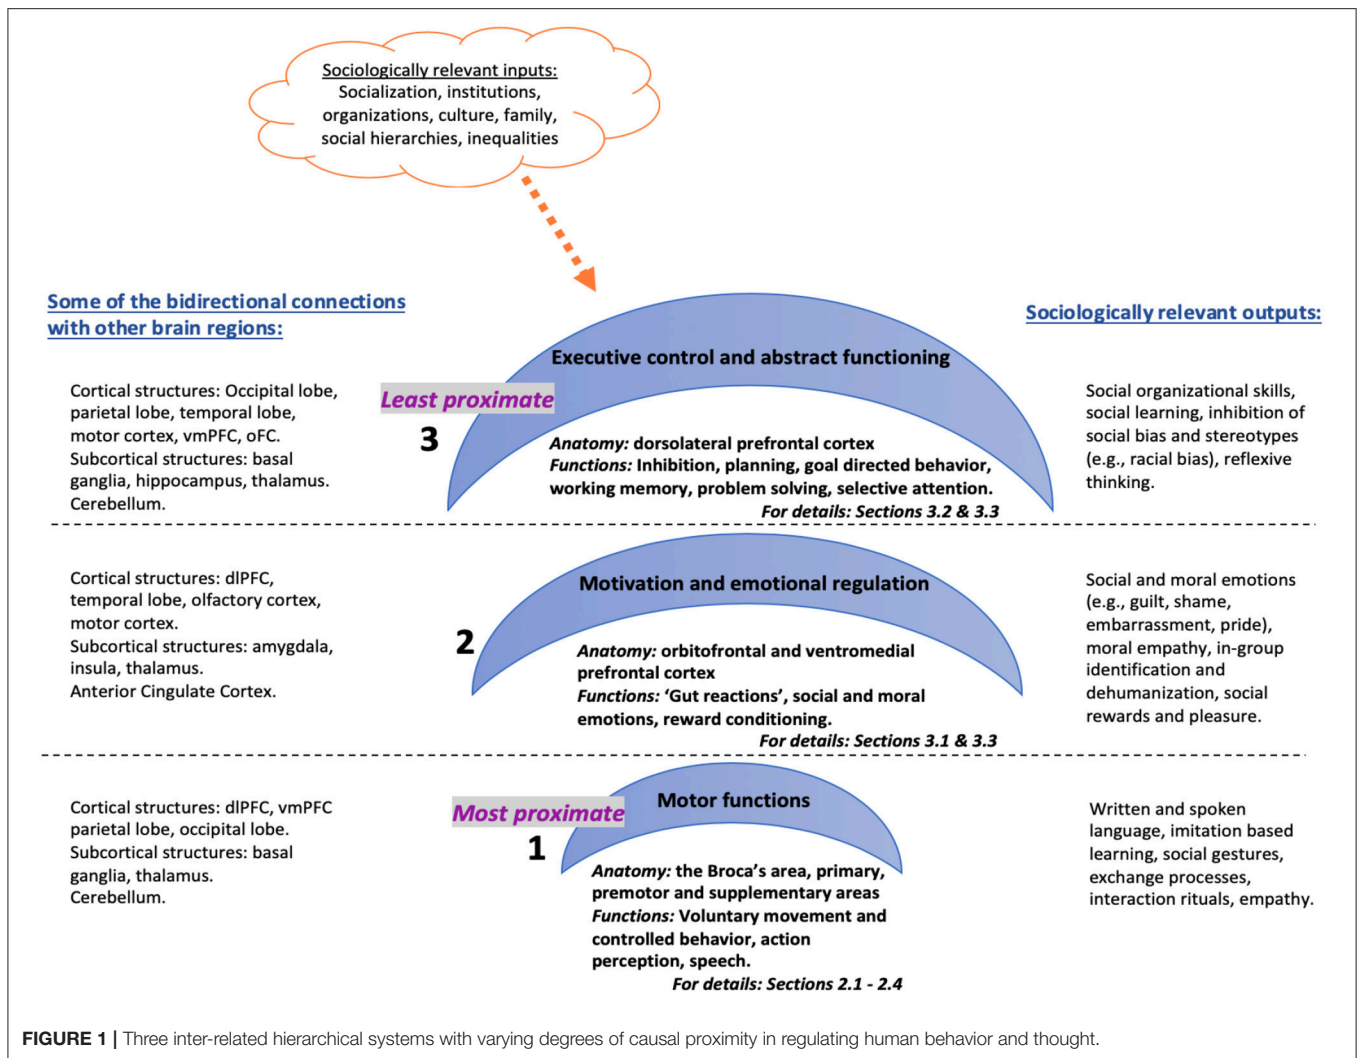 Sociologically relevant inputs:
Socialization, institutions,
organizations, culture, family,
social hierarchies, inequalities
Some of the bidirectional connections
with other brain regions:
Sociologically relevant outputs:
Executive control and abstract functioning
Cortical structures: Occipital lobe,
parietal lobe, temporal lobe,
motor cortex, vmPFC, oFC.
Subcortical structures: basal
ganglia, hippocampus, thalamus.
Cerebellum.
Least proximate
3
Anatomy: dorsolateral prefrontal cortex
Functions: Inhibition, planning, goal directed behavior,
working memory, problem solving, selective attention.
For details: Sections 3.2 & 3.3
Social organizational skills,
social learning, inhibition of
social bias and stereotypes
(e.g., racial bias), reflexive
thinking.
Cortical structures: dlPFC,
temporal lobe, olfactory cortex,
motor cortex.
Subcortical structures: amygdala,
insula, thalamus.
Anterior Cingulate Cortex.
Motivation and emotional regulation
2
Anatomy: orbitofrontal and ventromedial
prefrontal cortex
Functions: ‘Gut reactions’, social and moral
emotions, reward conditioning.
For details: Sections 3.1 & 3.3
Social and moral emotions
(e.g., guilt, shame,
embarrassment, pride),
moral empathy, in-group
identification and
dehumanization, social
rewards and pleasure.
Cortical structures: dlPFC, vmPFC
parietal lobe, occipital lobe.
Subcortical structures: basal
ganglia, thalamus.
Cerebellum.
Motor functions
Most proximate
1
Anatomy: the Broca’s area, primary,
premotor and supplementary areas
Functions: Voluntary movement and
controlled behavior, action
perception, speech.
For details: Sections 2.1 - 2.4
Written and spoken
language, imitation based
learning, social gestures,
exchange processes,
interaction rituals, empathy.
FIGURE 1 | Three inter-related hierarchical systems with varying degrees of causal proximity in regulating human behavior and thought.